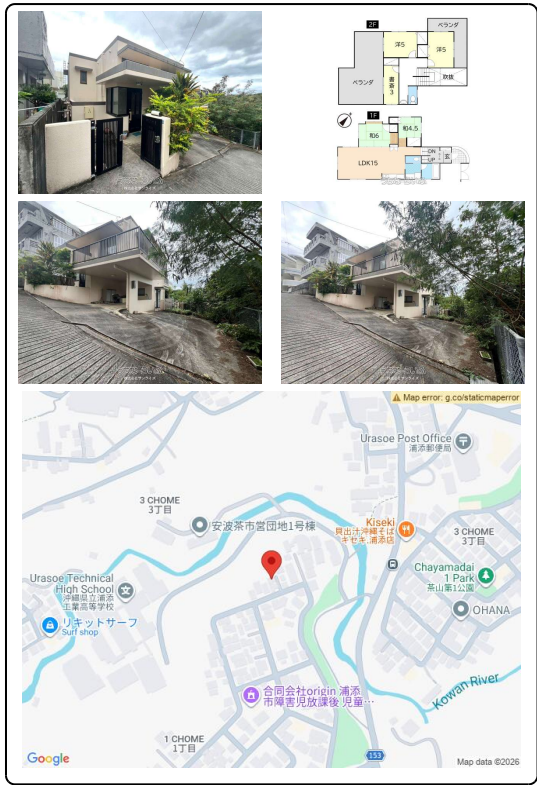 2F
ベランダ
洋5
洋5
ベランダ
書斎3
吹抜
1F
和6
和4.5
LDK15
DN
UP
玄
Map error: g.co/staticmaperror
Urasoe Post Office
浦添郵便局
3 CHOME
3丁目
安波茶市営団地1号棟
Kiseki
貝出汁沖縄そば
キセキ 浦添店
3 CHOME
3丁目
Chayamadai
1 Park
茶山第1公園
Urasoe Technical
High School
沖縄県立浦添
工業高等学校
リキットサーフ
Surf shop
OHANA
Kowan River
合同会社origin 浦添
市障害児放課後 児童…
1 CHOME
1丁目
153
Google
Map data ©2026